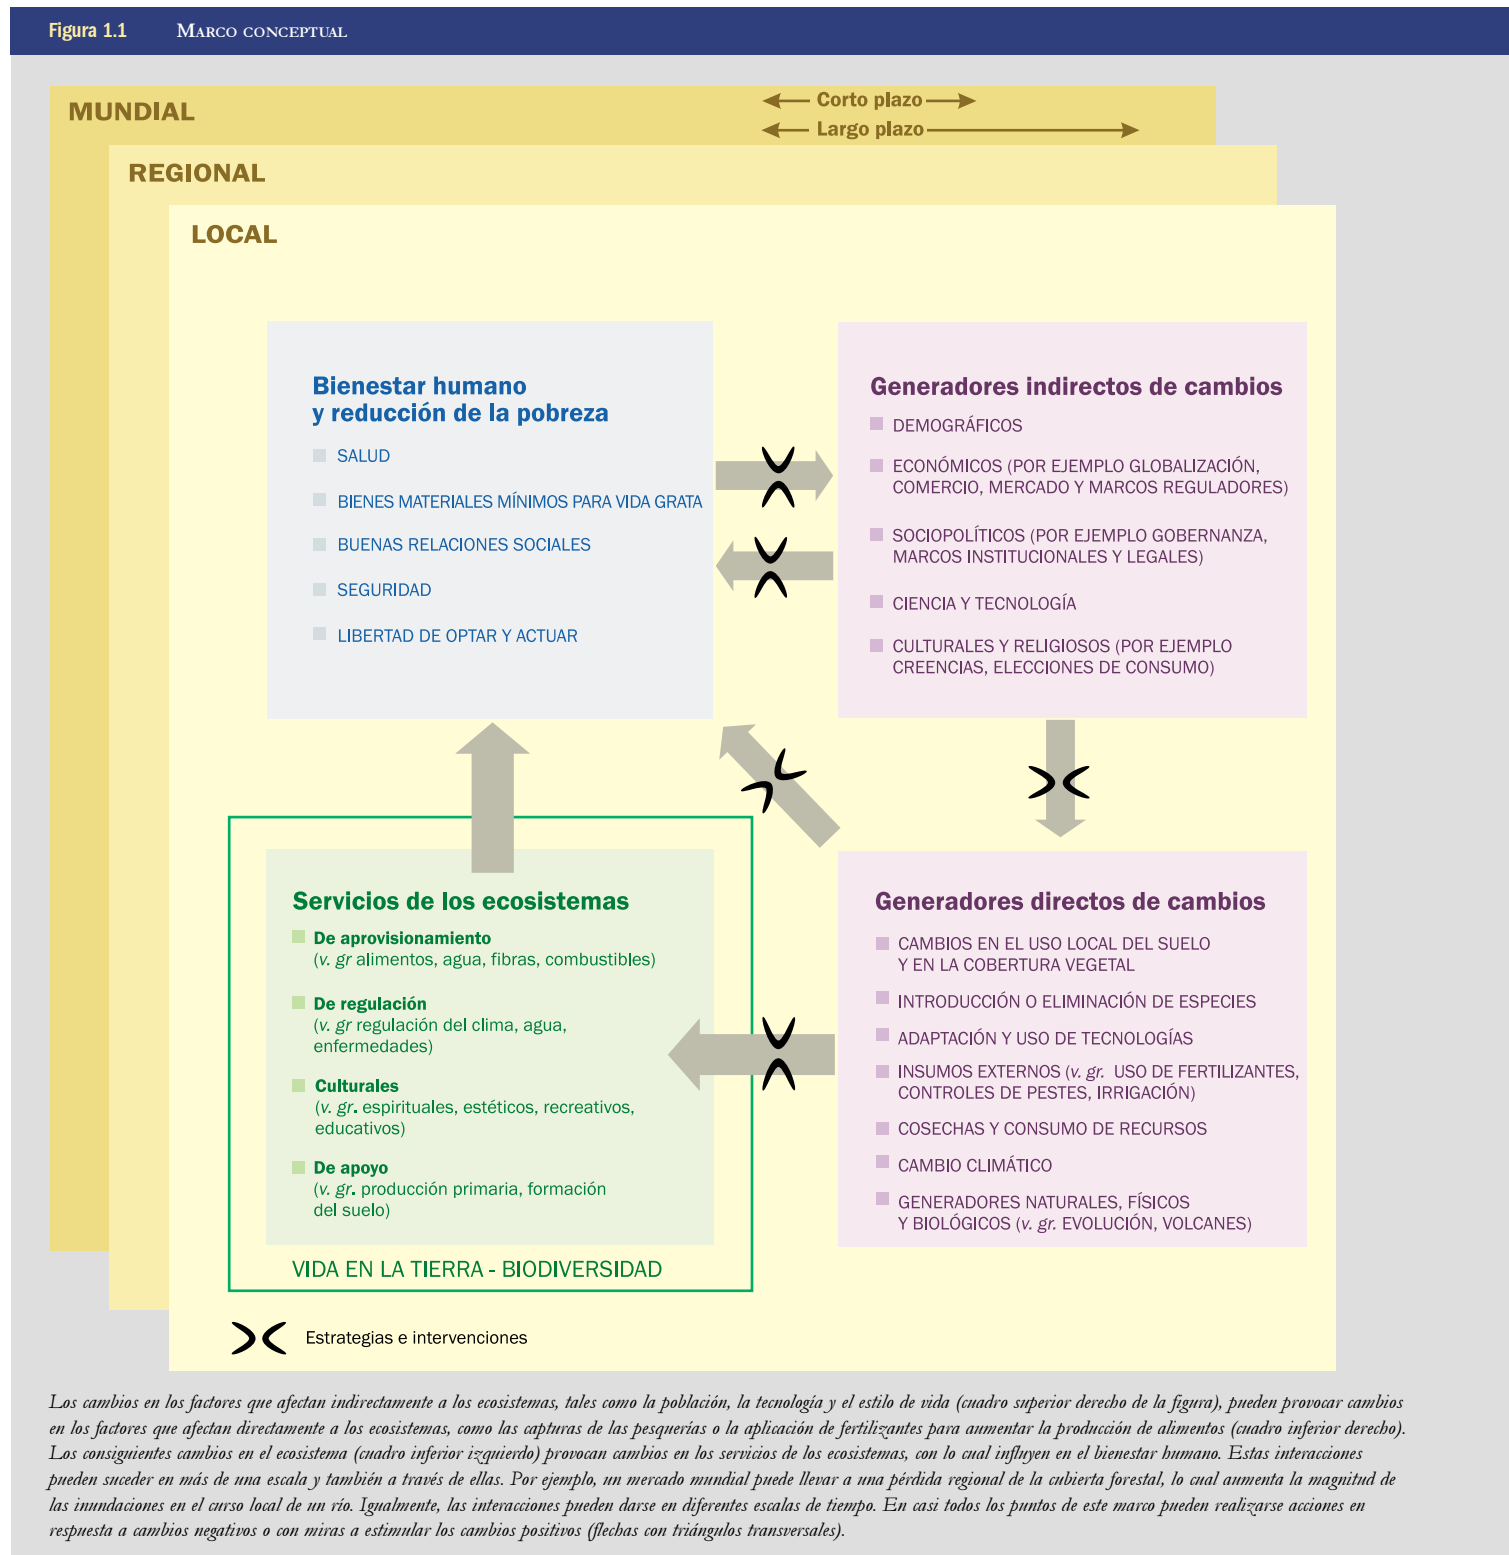 Figura 1.1 MARCO CONCEPTUAL
MUNDIAL
Corto plazo
Largo plazo
REGIONAL
LOCAL
Bienestar humano
y reducción de la pobreza
SALUD
BIENES MATERIALES MÍNIMOS PARA VIDA GRATA
BUENAS RELACIONES SOCIALES
SEGURIDAD
LIBERTAD DE OPTAR Y ACTUAR
Generadores indirectos de cambios
DEMOGRÁFICOS
ECONÓMICOS (POR EJEMPLO GLOBALIZACIÓN,
COMERCIO, MERCADO Y MARCOS REGULADORES)
SOCIOPOLÍTICOS (POR EJEMPLO GOBERNANZA,
MARCOS INSTITUCIONALES Y LEGALES)
CIENCIA Y TECNOLOGÍA
CULTURALES Y RELIGIOSOS (POR EJEMPLO
CREENCIAS, ELECCIONES DE CONSUMO)
Servicios de los ecosistemas
De aprovisionamiento
(v. gr alimentos, agua, fibras, combustibles)
De regulación
(v. gr regulación del clima, agua,
enfermedades)
Culturales
(v. gr. espirituales, estéticos, recreativos,
educativos)
De apoyo
(v. gr. producción primaria, formación
del suelo)
VIDA EN LA TIERRA - BIODIVERSIDAD
Generadores directos de cambios
CAMBIOS EN EL USO LOCAL DEL SUELO
Y EN LA COBERTURA VEGETAL
INTRODUCCIÓN O ELIMINACIÓN DE ESPECIES
ADAPTACIÓN Y USO DE TECNOLOGÍAS
INSUMOS EXTERNOS (v. gr. USO DE FERTILIZANTES,
CONTROLES DE PESTES, IRRIGACIÓN)
COSECHAS Y CONSUMO DE RECURSOS
CAMBIO CLIMÁTICO
GENERADORES NATURALES, FÍSICOS
Y BIOLÓGICOS (v. gr. EVOLUCIÓN, VOLCANES)
Estrategias e intervenciones
Los cambios en los factores que afectan indirectamente a los ecosistemas, tales como la población, la tecnología y el estilo de vida (cuadro superior derecho de la figura), pueden provocar cambios
en los factores que afectan directamente a los ecosistemas, como las capturas de las pesquerías o la aplicación de fertilizantes para aumentar la producción de alimentos (cuadro inferior derecho).
Los consiguientes cambios en el ecosistema (cuadro inferior izquierdo) provocan cambios en los servicios de los ecosistemas, con lo cual influyen en el bienestar humano. Estas interacciones
pueden suceder en más de una escala y también a través de ellas. Por ejemplo, un mercado mundial puede llevar a una pérdida regional de la cubierta forestal, lo cual aumenta la magnitud de
las inundaciones en el curso local de un río. Igualmente, las interacciones pueden darse en diferentes escalas de tiempo. En casi todos los puntos de este marco pueden realizarse acciones en
respuesta a cambios negativos o con miras a estimular los cambios positivos (flechas con triángulos transversales).